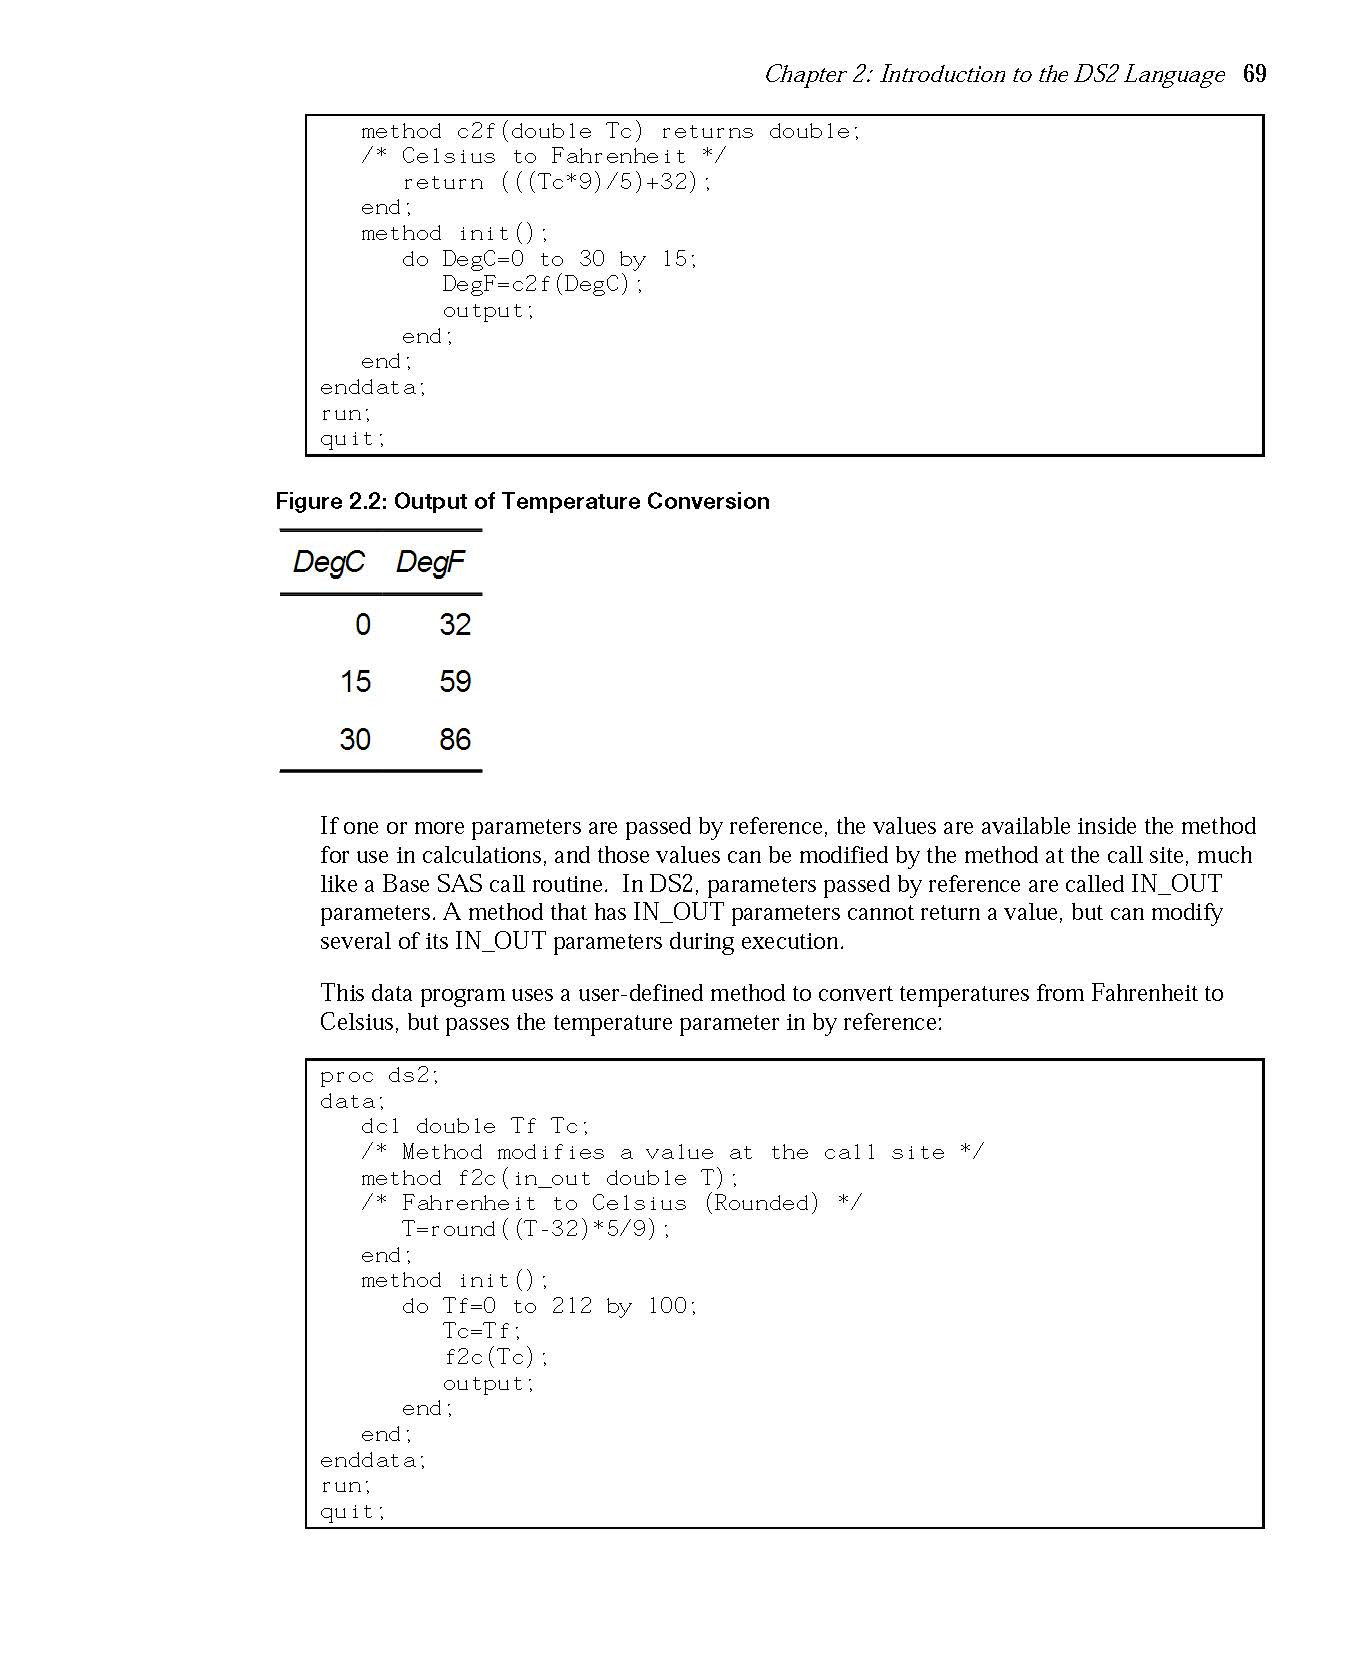 Chapter 2: Introduction to the DS2 Language 69
method c2f(double Tc) returns double;
/* Celsius to Fahrenheit */
return (((Tc*9)/5)+32);
end;
method init();
do DegC=0 to 30 by 15;
DegF=c2f(DegC);
output;
end;
end;
enddata;
run;
quit;
Figure 2.2: Output of Temperature Conversion
DegC DegF
0 32
15 59
30 86
If one or more parameters are passed by reference, the values are available inside the method
for use in calculations, and those values can be modified by the method at the call site, much
like a Base SAS call routine. In DS2, parameters passed by reference are called IN_OUT
parameters. A method that has IN_OUT parameters cannot return a value, but can modify
several of its IN_OUT parameters during execution.
This data program uses a user-defined method to convert temperatures from Fahrenheit to
Celsius, but passes the temperature parameter in by reference:
proc ds2;
data;
dcl double Tf Tc;
/* Method modifies a value at the call site */
method f2c(in_out double T);
/* Fahrenheit to Celsius (Rounded) */
T=round((T-32)*5/9);
end;
method init();
do Tf=0 to 212 by 100;
Tc=Tf;
f2c(Tc);
output;
end;
end;
enddata;
run;
quit;